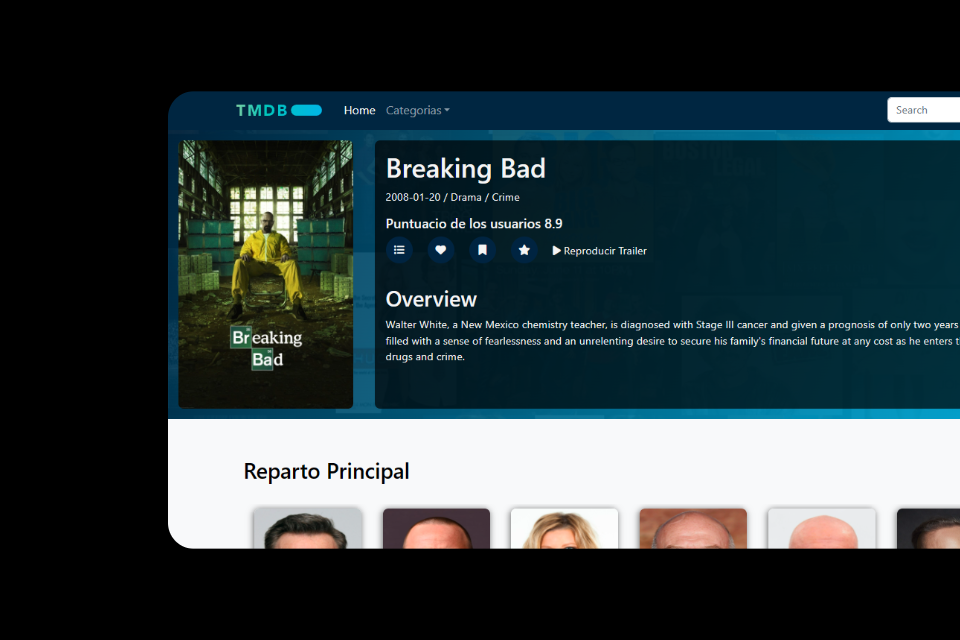 TMDB
Home
Categorias
Search
Breaking Bad
2008-01-20 / Drama / Crime
Puntuacio de los usuarios 8.9
Reproducir Trailer
Breaking
Bad
Overview
Walter White, a New Mexico chemistry teacher, is diagnosed with Stage III cancer and given a prognosis of only two years
filled with a sense of fearlessness and an unrelenting desire to secure his family's financial future at any cost as he enters
drugs and crime.
Reparto Principal